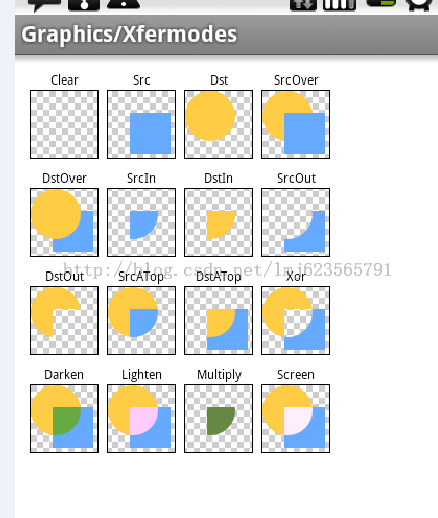 Graphics/Xfermodes
Clear Src Dst SrcOver
DstOver SrcIn DstIn SrcOut
http://blog.csdn.net/lmj623565791
DstOut SrcATop DstATop Xor
Darken Lighten Multiply Screen